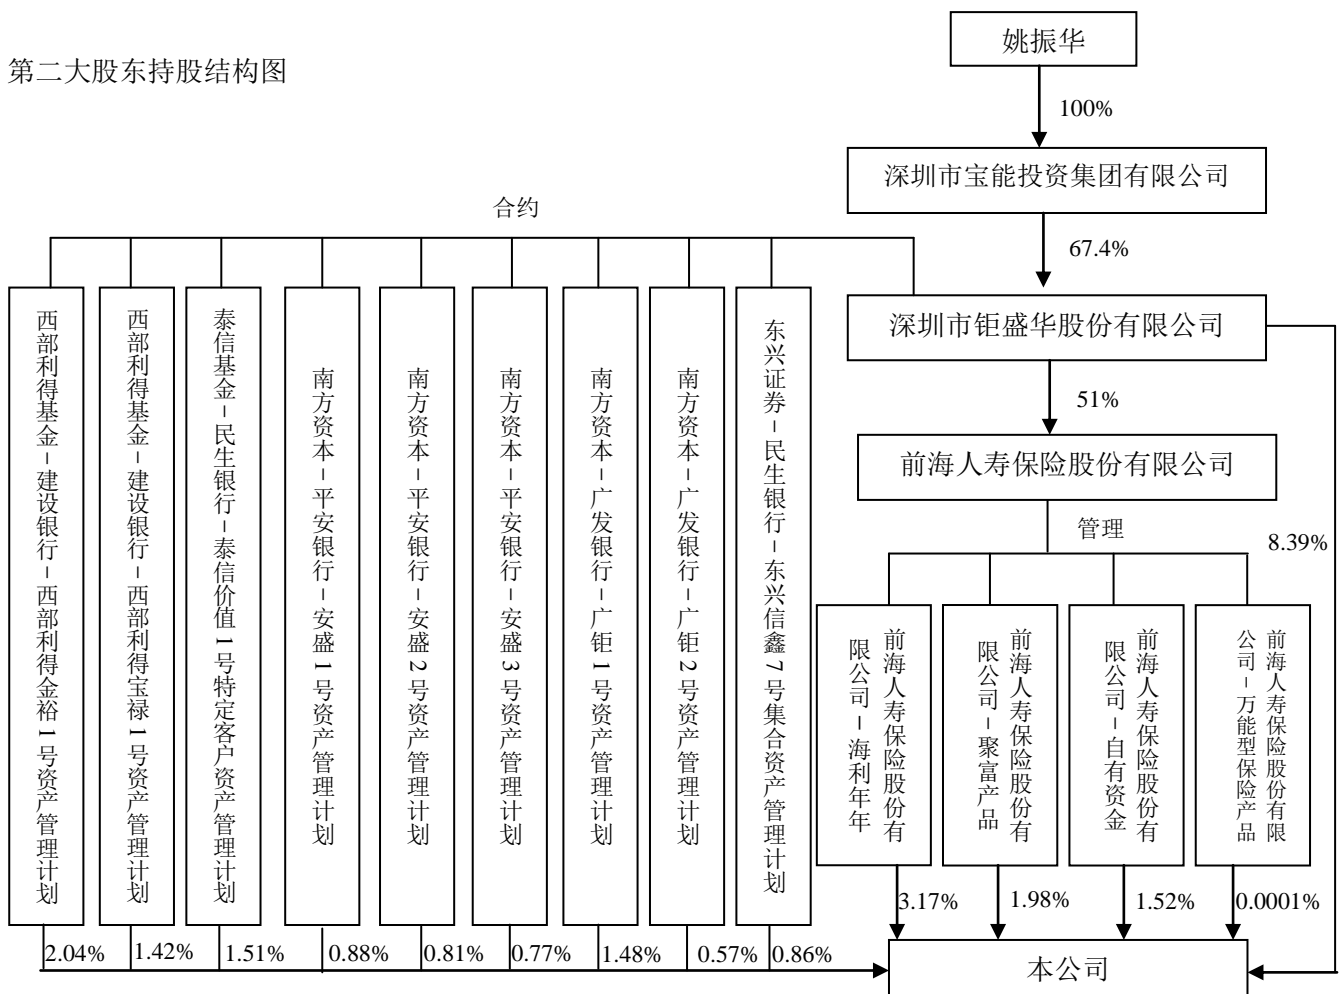 姚振华
第二大股东持股结构图
100%
深圳市宝能投资集团有限公司
合约
67.4%
深圳市钜盛华股份有限公司
51%
前海人寿保险股份有限公司
管理
8.39%
西部利得基金-建设银行-西部利得金裕1号资产管理计划
西部利得基金-建设银行-西部利得宝禄1号资产管理计划
泰信基金-民生银行-泰信价值1号特定客户资产管理计划
南方资本-平安银行-安盛1号资产管理计划
南方资本-平安银行-安盛2号资产管理计划
南方资本-平安银行-安盛3号资产管理计划
南方资本-广发银行-广钜1号资产管理计划
南方资本-广发银行-广钜2号资产管理计划
东兴证券-民生银行-东兴信鑫7号集合资产管理计划
前海人寿保险股份有
限公司-海利年年
前海人寿保险股份有
限公司-聚富产品
前海人寿保险股份有
限公司-自有资金
前海人寿保险股份有限
公司-万能型保险产品
3.17%
1.98%
1.52%
0.0001%
2.04%
1.42%
1.51%
0.88%
0.81%
0.77%
1.48%
0.57%
0.86%
本公司